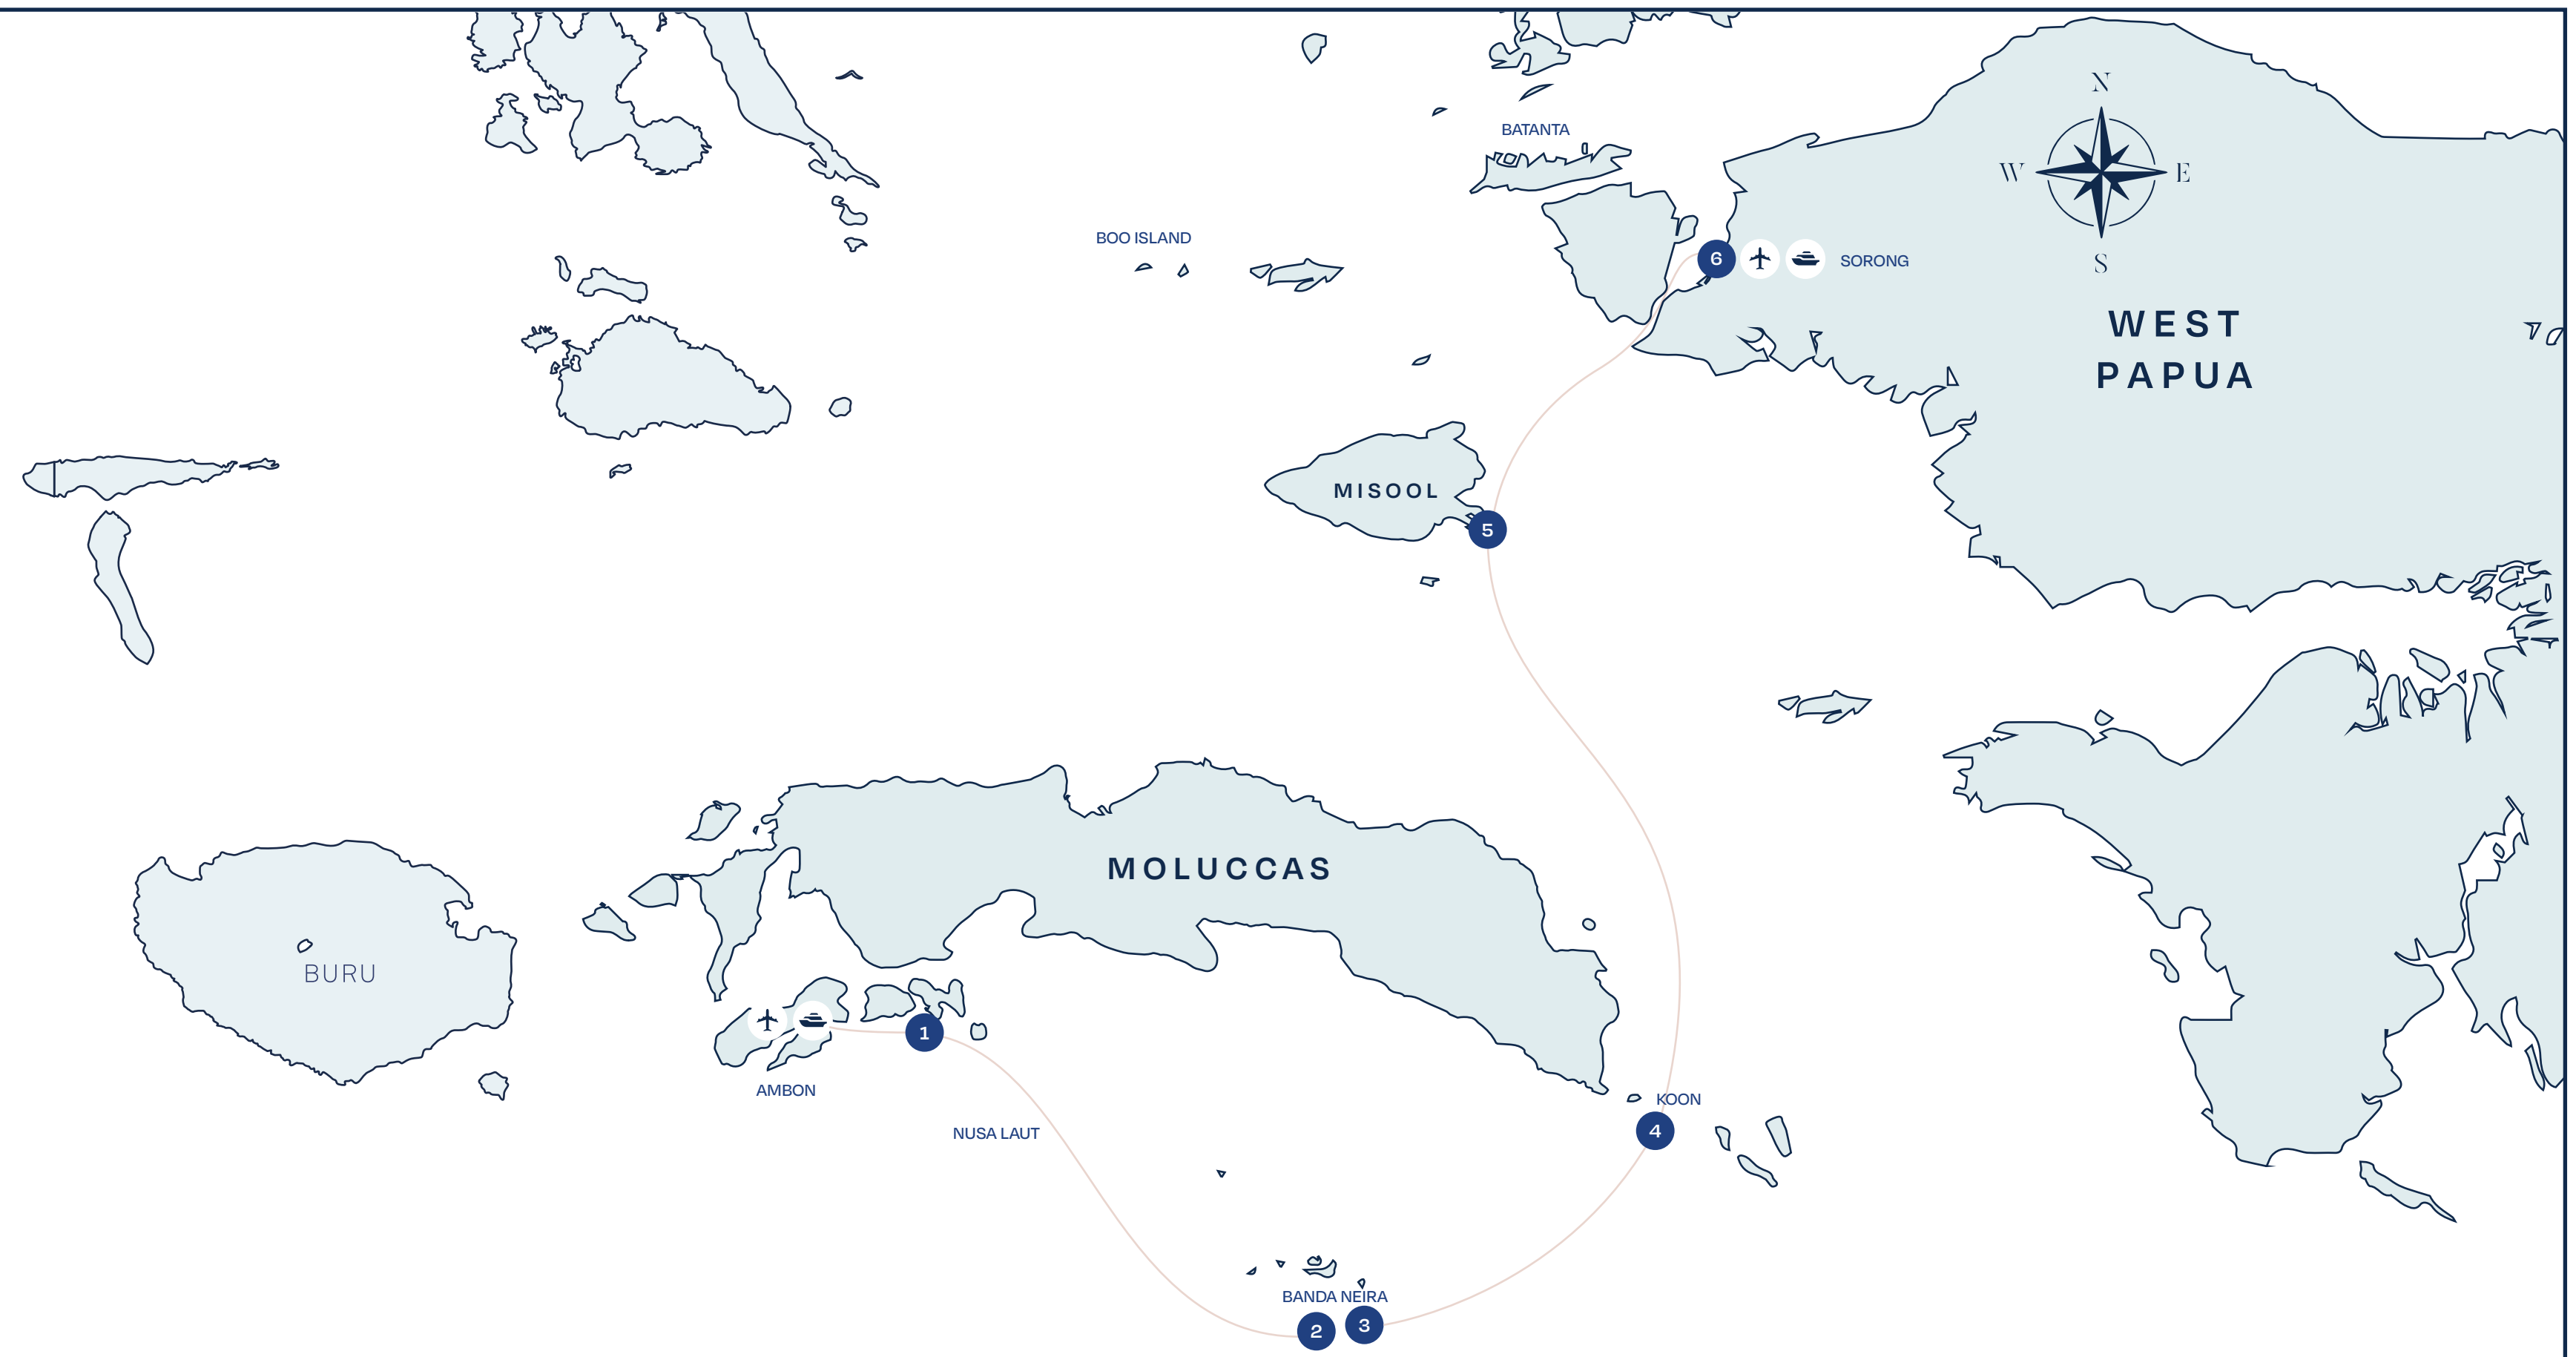 N
BATANTA
W
E
BOO ISLAND
6
SORONG
S
WEST
PAPUA
MISOOL
5
MOLUCCAS
BURU
1
AMBON
KOON
4
NUSA LAUT
BANDA NEIRA
2
3